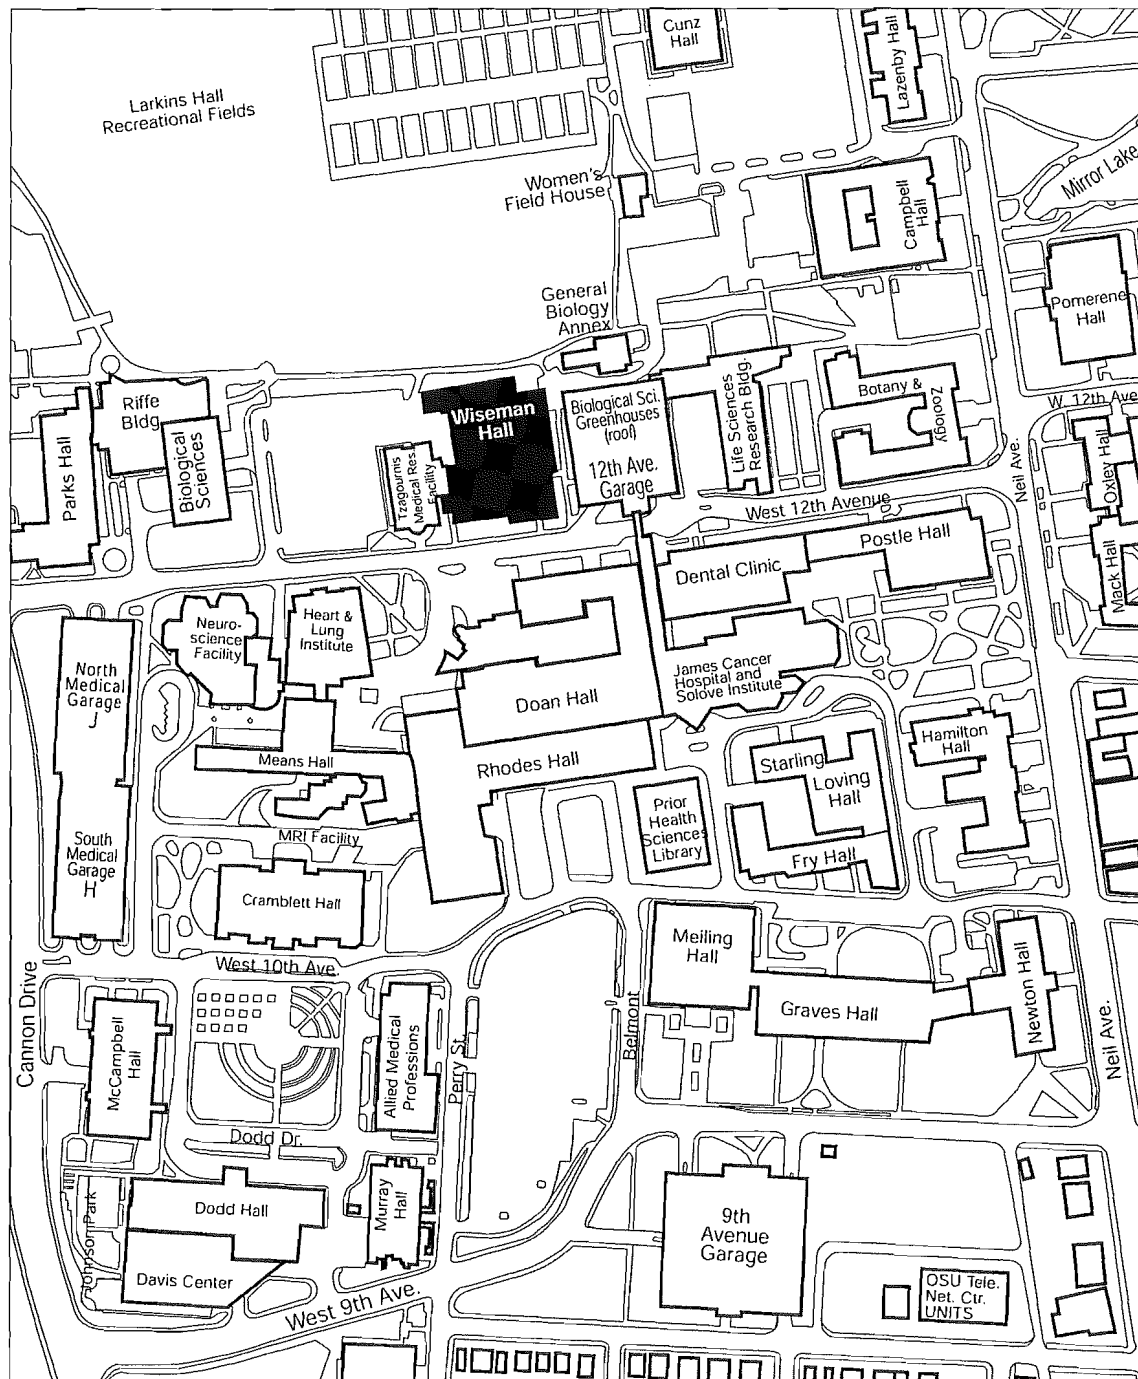 Cunz
Hall
Lazenby Hall
Larkins Hall
Recreational Fields
Mirror Lake
Women's
Field House
Campbell
Hall
General
Biology
Annex
Pomerene
Hall
Riffe
Bldg.
Parks Hall
Biological
Sciences
Wiseman
Hall
Tzagournis
Medical Res.
Facility
Biological Sci.
Greenhouses
(roof)
12th Ave.
Garage
Life Sciences
Research Bldg.
Botany &
Zoology
W. 12th Ave
Neil Ave.
Oxley Hall
Mack Hall
West 12th Avenue
Postle Hall
Dental Clinic
Neuro-
science
Facility
Heart &
Lung
Institute
James Cancer
Hospital and
Solove Institute
North
Medical
Garage
J
Doan Hall
Means Hall
Rhodes Hall
Hamilton
Hall
Starling
Loving
Hall
Prior
Health
Sciences
Library
MRI Facility
South
Medical
Garage
H
Fry Hall
Cramblett Hall
Meiling
Hall
West 10th Ave.
Newton Hall
Graves Hall
Cannon Drive
McCampbell
Hall
Allied Medical
Professions
Perry St.
Belmont
Neil Ave.
Dodd Dr.
Johnson Park
Dodd Hall
Murray
Hall
9th
Avenue
Garage
Davis Center
West 9th Ave.
OSU Tele.
Net. Ctr.
UNITS